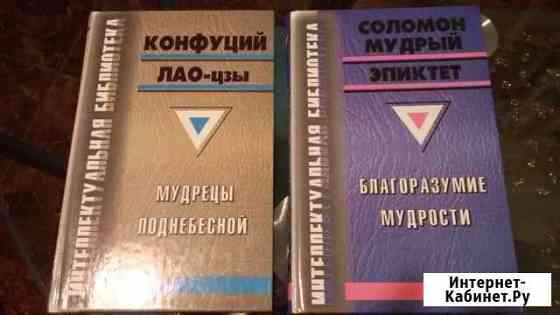 ИНТЕЛЛЕКТУАЛЬНАЯ БИБЛИОТЕКА
КОНФУЦИЙ
ЛАО-цзы
МУДРЕЦЫ
ПОДНЕБЕСНОЙ
ИНТЕЛЛЕКТУАЛЬНАЯ БИБЛИОТЕКА
СОЛОМОН
МУДРЫЙ
ЭПИКТЕТ
БЛАГОРАЗУМИЕ
МУДРОСТИ
Интернет-
Кабинет.Ру